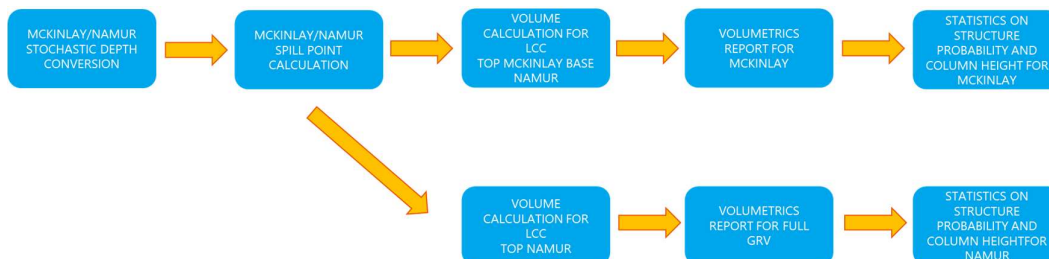 MCKINLAY/NAMUR
STOCHASTIC DEPTH
CONVERSION
MCKINLAY/NAMUR
SPILL POINT
CALCULATION
VOLUME
CALCULATION FOR
LCC
TOP MCKINLAY BASE
NAMUR
VOLUMETRICS
REPORT FOR
MCKINLAY
STATISTICS ON
STRUCTURE
PROBABILITY AND
COLUMN HEIGHT FOR
MCKINLAY
VOLUME
CALCULATION FOR
LCC
TOP NAMUR
VOLUMETRICS
REPORT FOR FULL
GRV
STATISTICS ON
STRUCTURE
PROBABILITY AND
COLUMN HEIGHTFOR
NAMUR